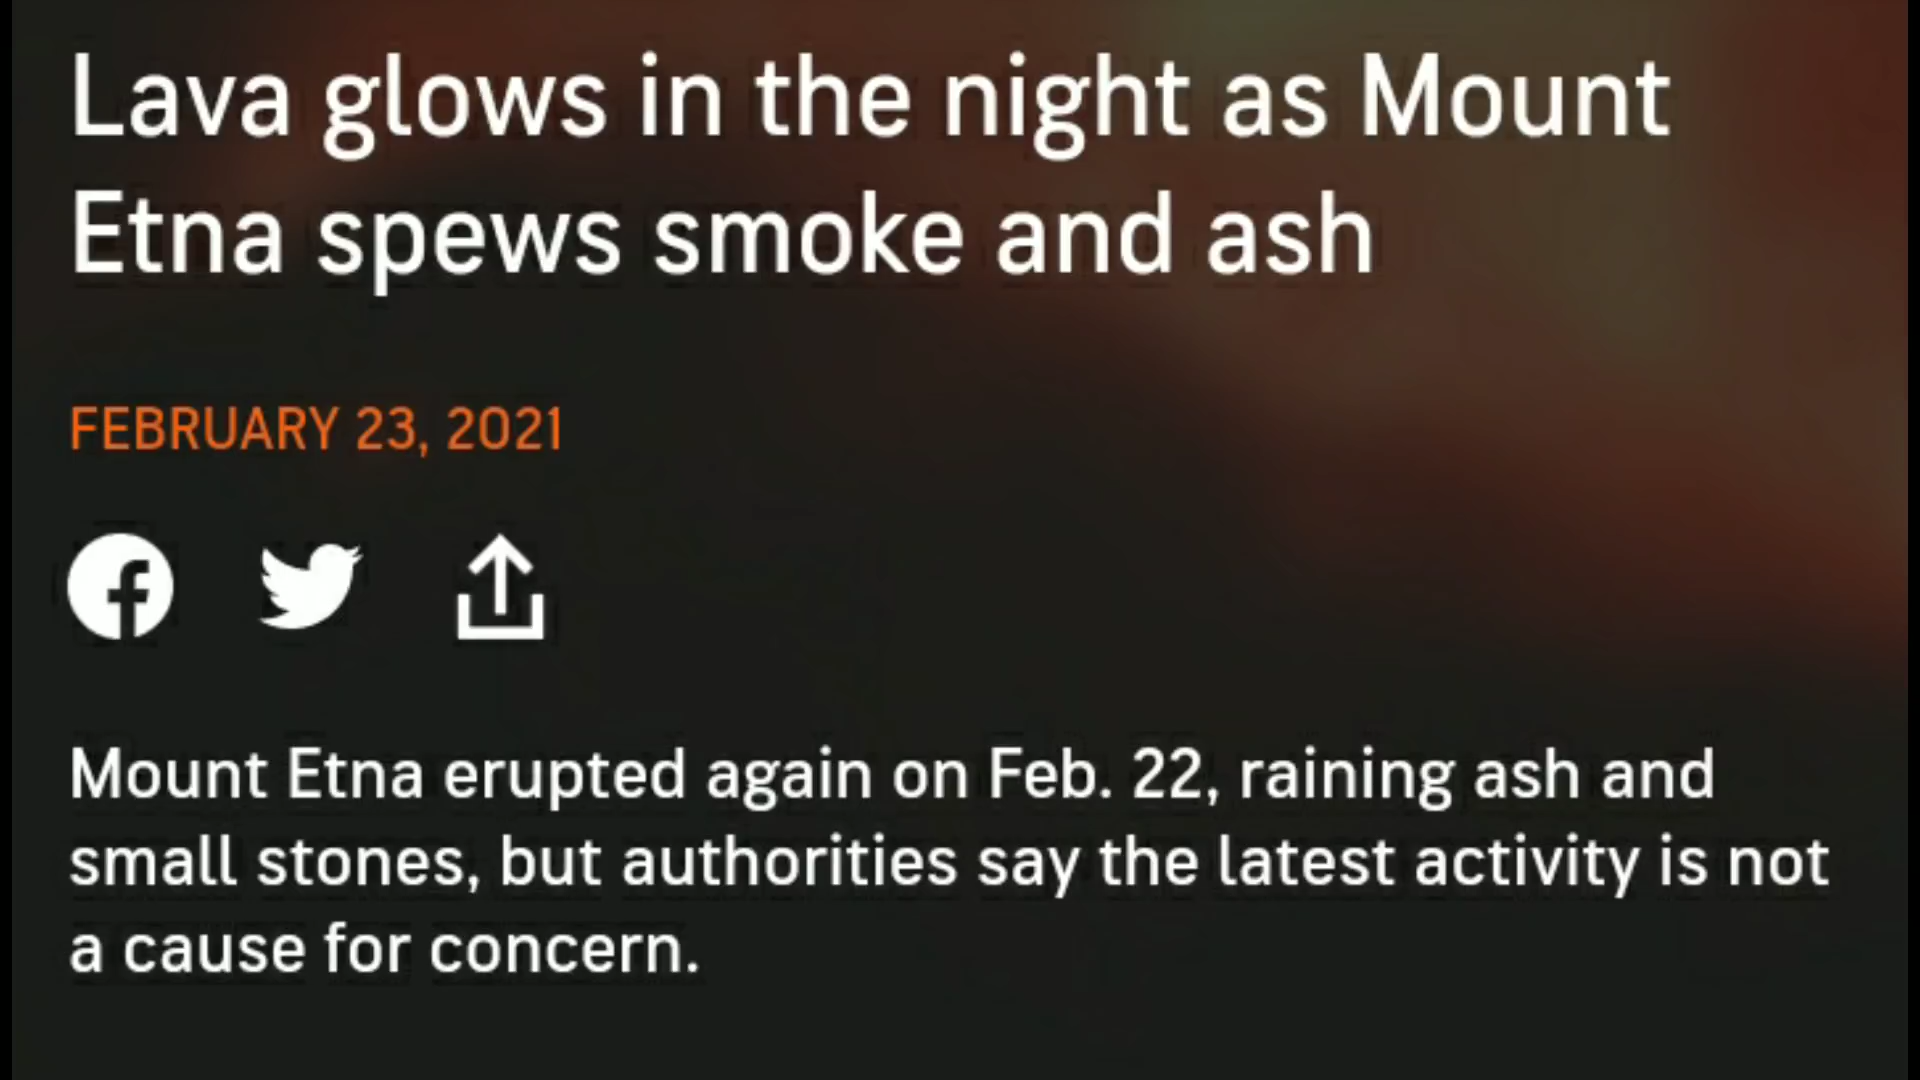 Lava glows in the night as Mount
Etna spews smoke and ash
FEBRUARY 23, 2021
Mount Etna erupted again on Feb. 22, raining ash and
small stones, but authorities say the latest activity is not
a cause for concern.